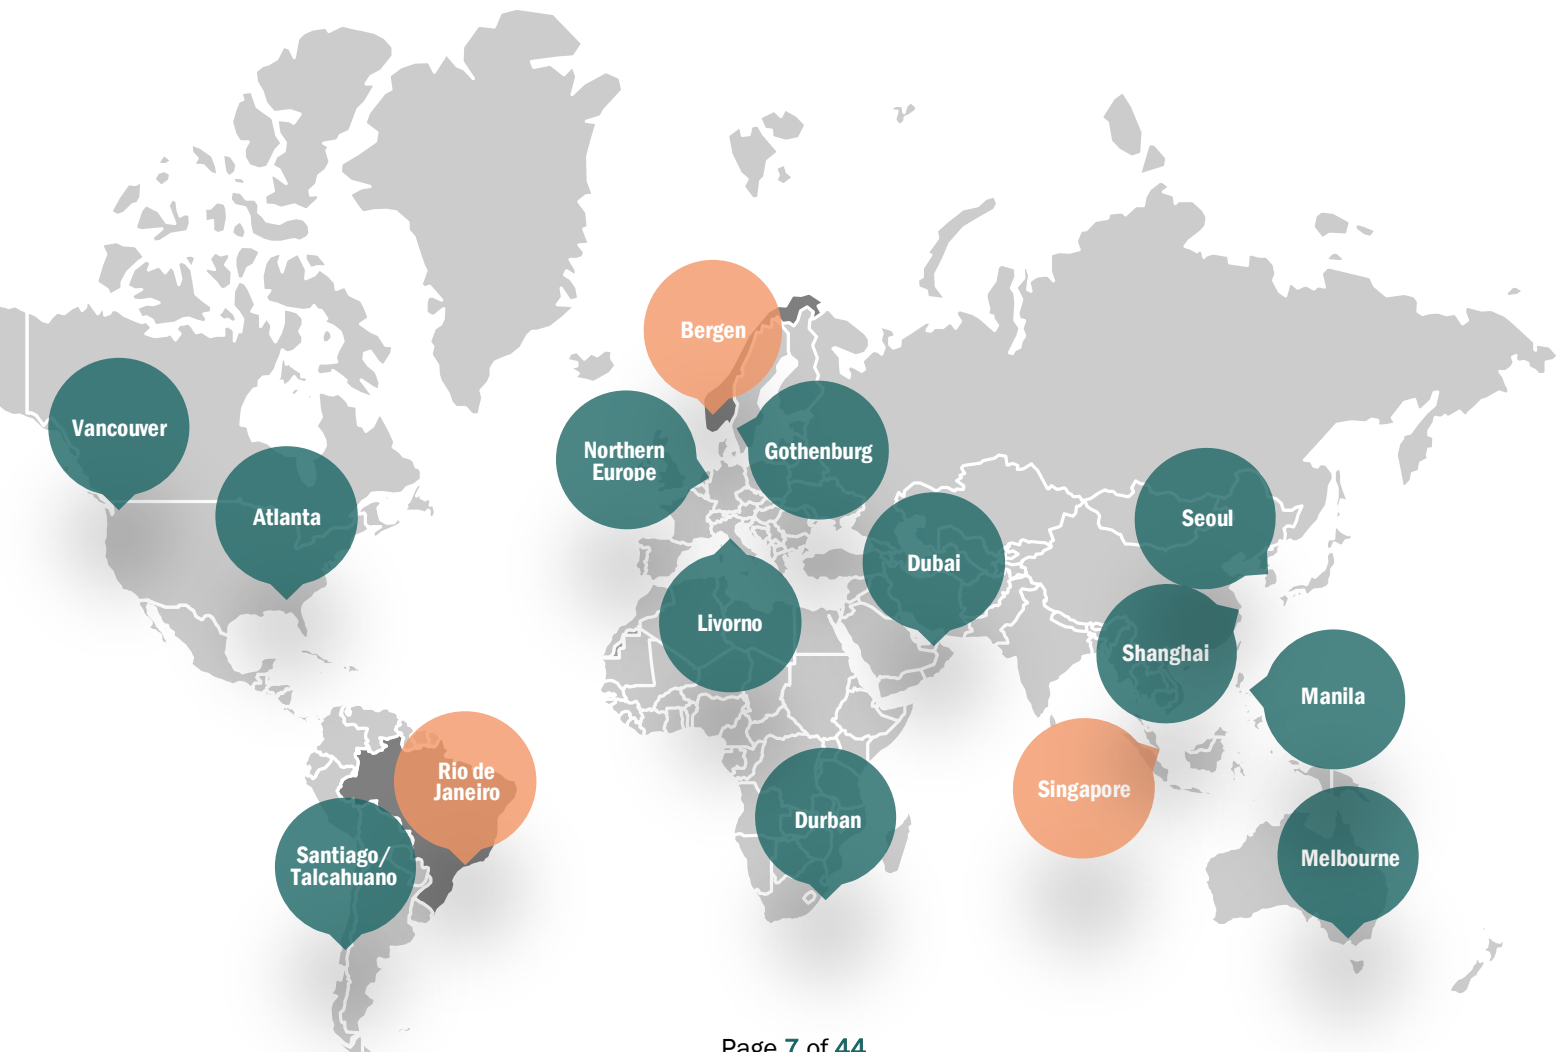 Bergen
Vancouver
Northern
Europe
Gothenburg
Atlanta
Seoul
Dubai
Livorno
Shanghai
Manila
Rio de
Janeiro
Singapore
Durban
Santiago/
Talcahuano
Melbourne
Page 7 of 44